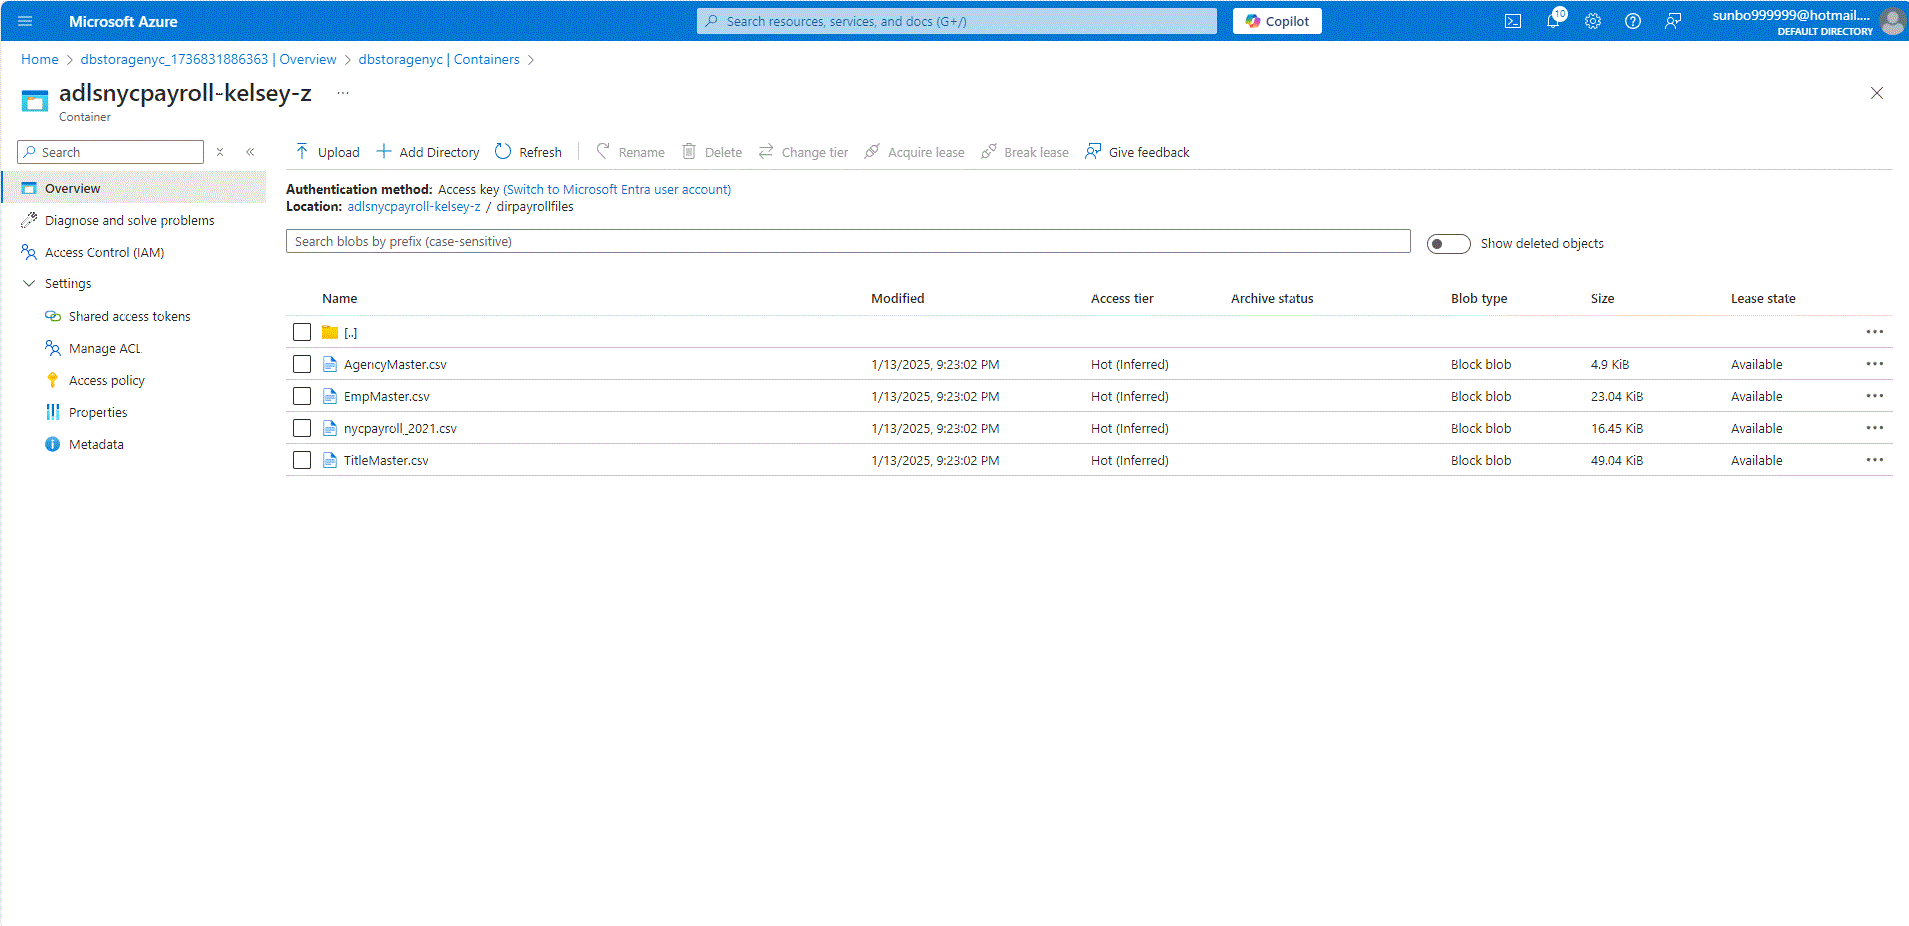 Microsoft Azure
Search resources, services, and docs (G+/)
Copilot
10
sunbo999999@hotmail....
DEFAULT DIRECTORY
Home > dbstoragenyc_1736831886363 | Overview > dbstoragenyc | Containers >
adlsnycpayroll-kelsey-z ...
Container
Search
Upload Add Directory Refresh Rename Delete Change tier Acquire lease Break lease Give feedback
Overview
Diagnose and solve problems
Access Control (IAM)
Settings
Shared access tokens
Manage ACL
Access policy
Properties
Metadata
Authentication method: Access key (Switch to Microsoft Entra user account)
Location: adlsnycpayroll-kelsey-z / dirpayrollfiles
Search blobs by prefix (case-sensitive)
Show deleted objects
Name Modified Access tier Archive status Blob type Size Lease state
[..]
AgencyMaster.csv 1/13/2025, 9:23:02 PM Hot (Inferred) Block blob 4.9 KiB Available
EmpMaster.csv 1/13/2025, 9:23:02 PM Hot (Inferred) Block blob 23.04 KiB Available
nycpayroll_2021.csv 1/13/2025, 9:23:02 PM Hot (Inferred) Block blob 16.45 KiB Available
TitleMaster.csv 1/13/2025, 9:23:02 PM Hot (Inferred) Block blob 49.04 KiB Available